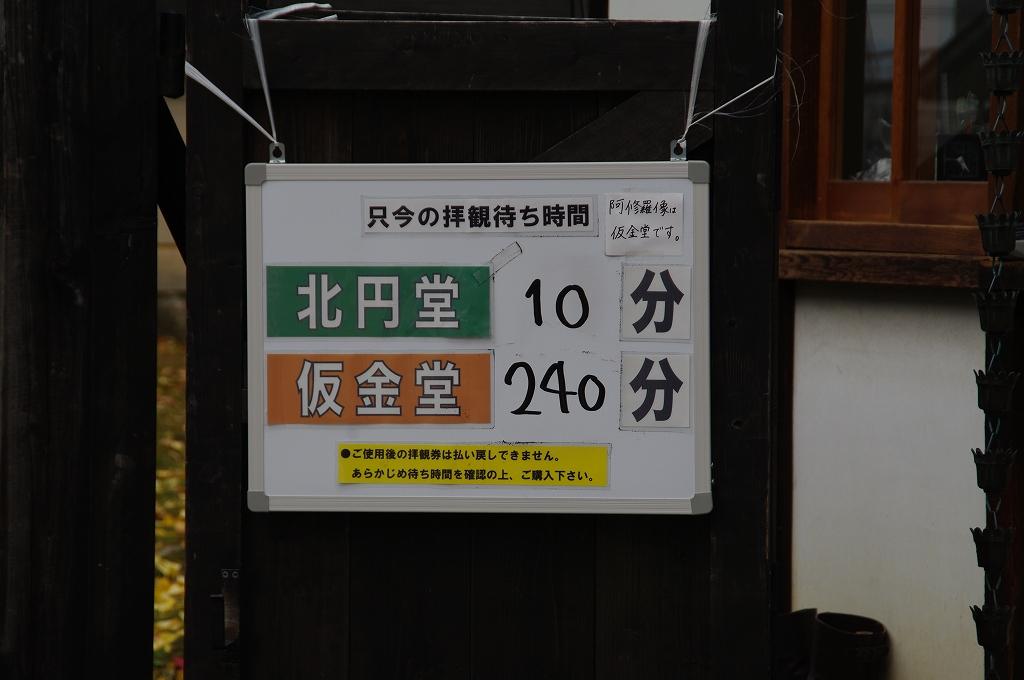 只今の拝観待ち時間
阿修羅像は
仮金堂です。
北円堂 10 分
仮金堂 240 分
●ご使用後の拝観券は払い戻しできません。
あらかじめ待ち時間を確認の上、ご購入下さい。